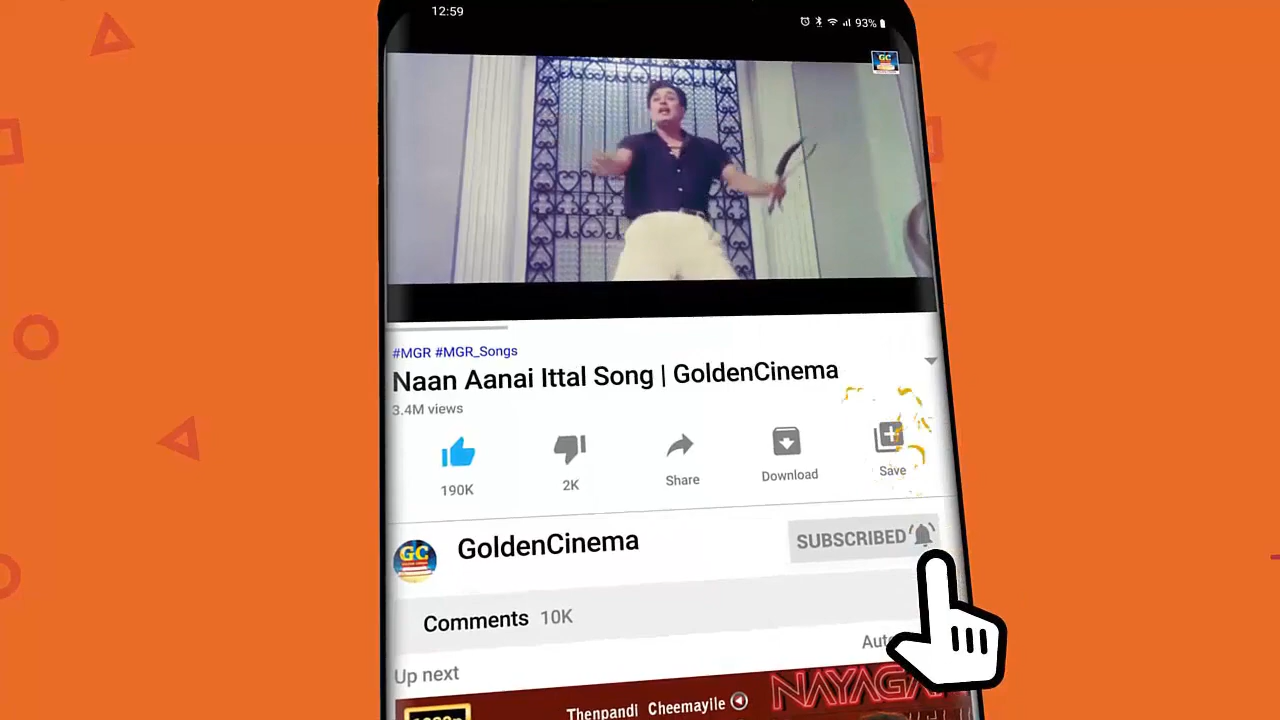 12:59
93%
GC
#MGR #MGR_Songs
Naan Aanai Ittal Song | GoldenCinema
3.4M views
190K
2K
Share
Download
Save
GC
GoldenCinema
SUBSCRIBED
Comments 10K
Up next
Thenpandi Cheemayile